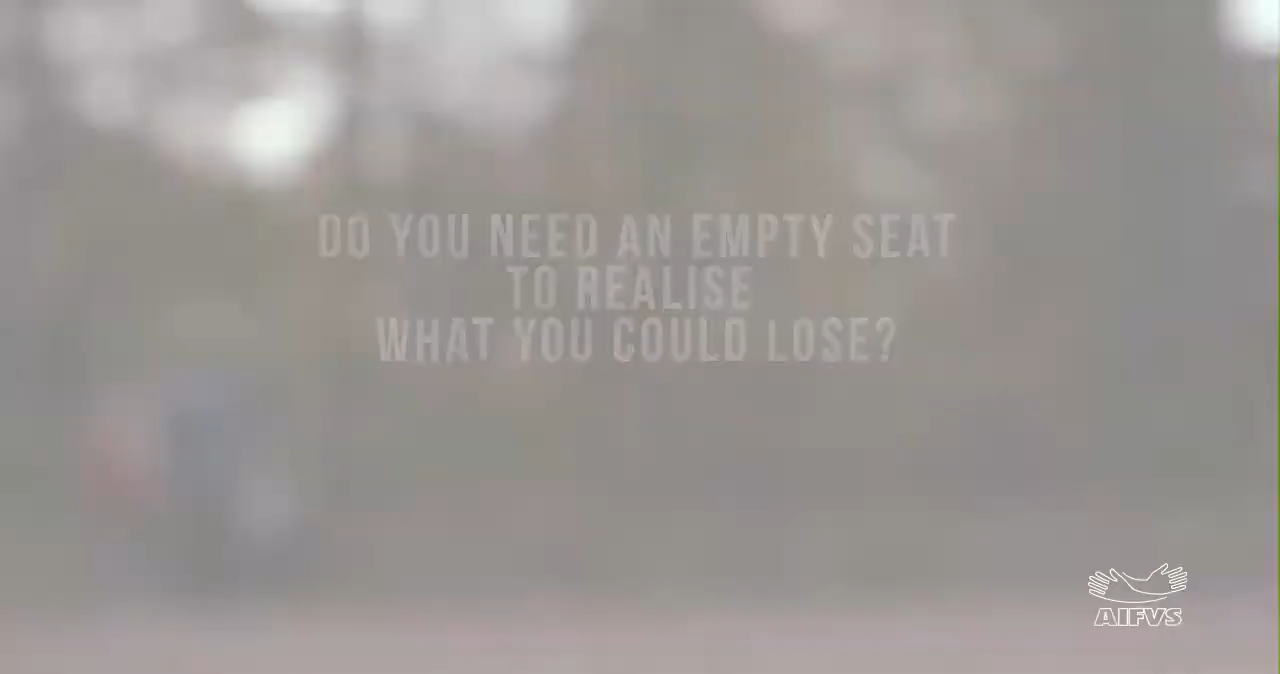 DO YOU NEED AN EMPTY SEAT
TO REALISE
WHAT YOU COULD LOSE?
AIFVS